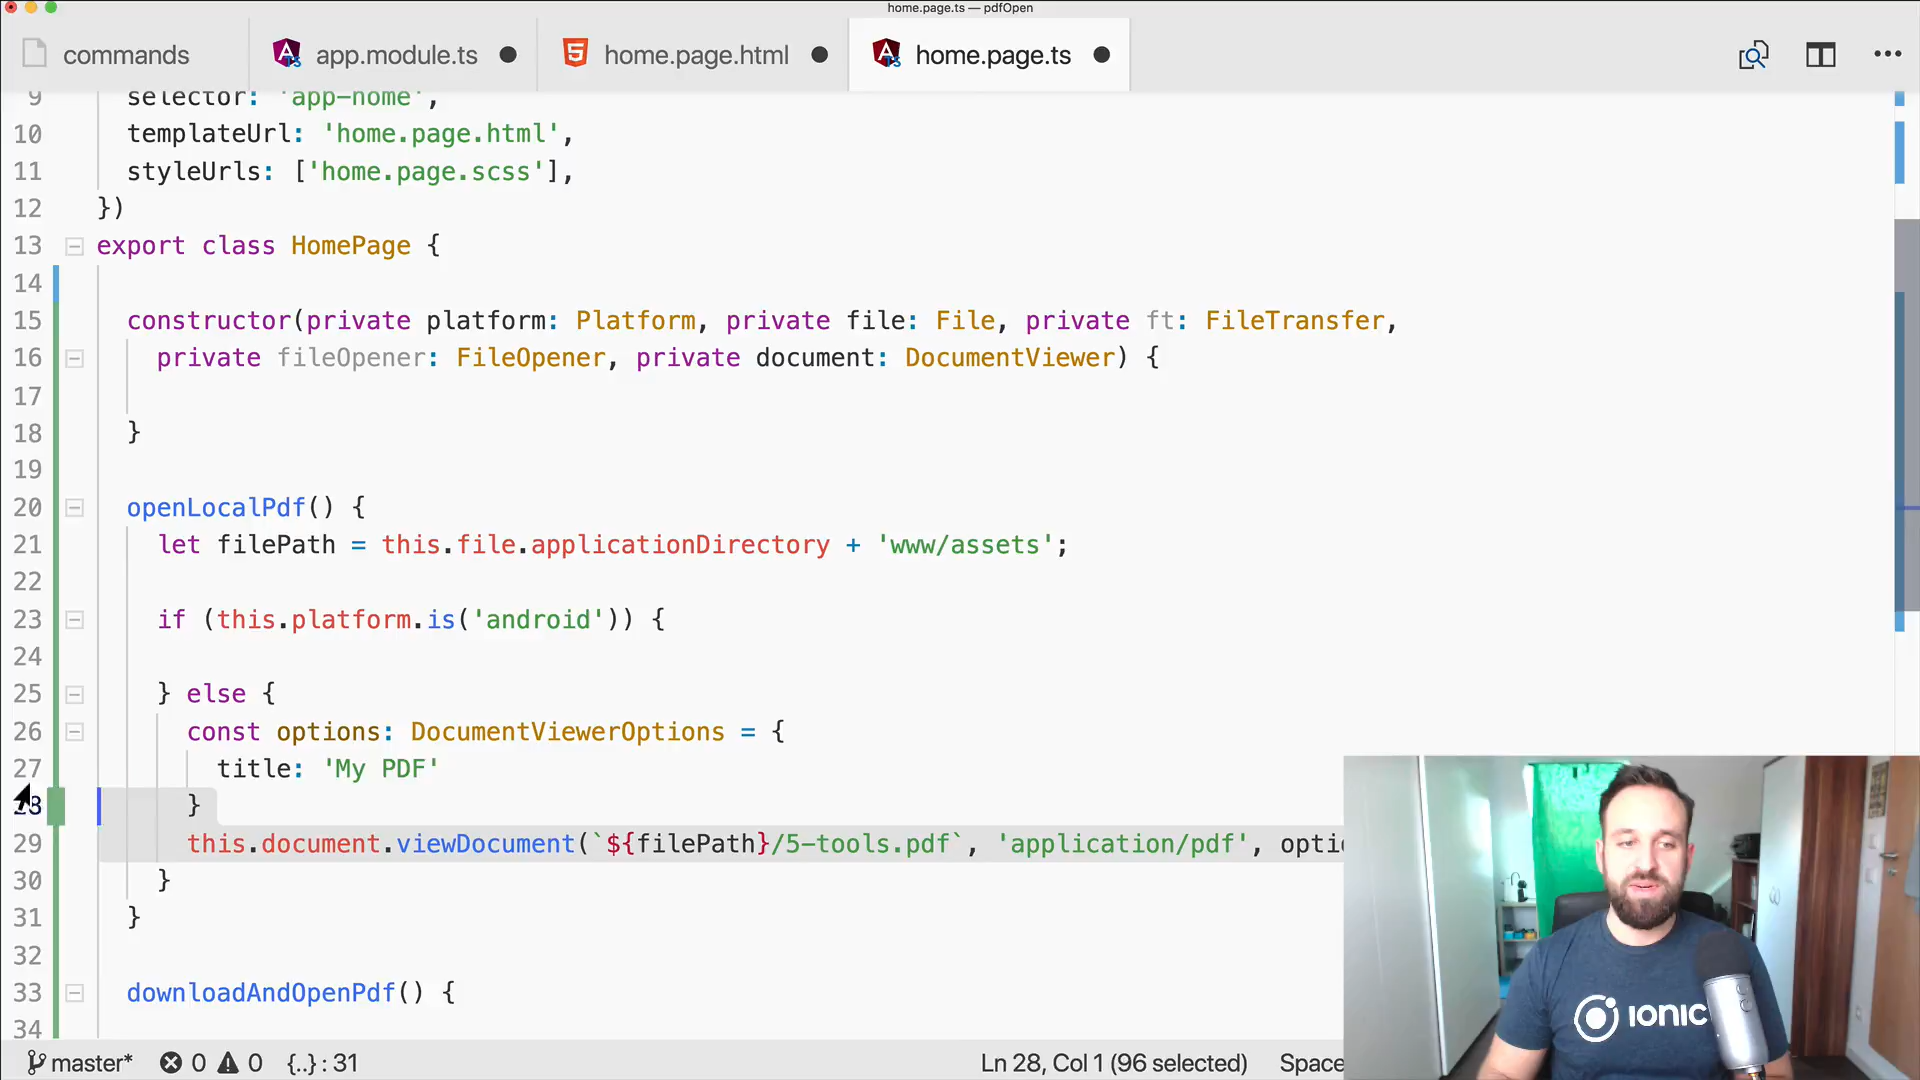 home.page.ts — pdfOpen
commands
app.module.ts
home.page.html
home.page.ts
9 selector: 'app-home',
10 templateUrl: 'home.page.html',
11 styleUrls: ['home.page.scss'],
12 })
13 export class HomePage {
14
15 constructor(private platform: Platform, private file: File, private ft: FileTransfer,
16 private fileOpener: FileOpener, private document: DocumentViewer) {
17
18 }
19
20 openLocalPdf() {
21 let filePath = this.file.applicationDirectory + 'www/assets';
22
23 if (this.platform.is('android')) {
24
25 } else {
26 const options: DocumentViewerOptions = {
27 title: 'My PDF'
28 }
29 this.document.viewDocument(`${filePath}/5-tools.pdf`, 'application/pdf', optio
30 }
31 }
32
33 downloadAndOpenPdf() {
34
master* 0 0 {..} : 31 Ln 28, Col 1 (96 selected) Space
IONIC